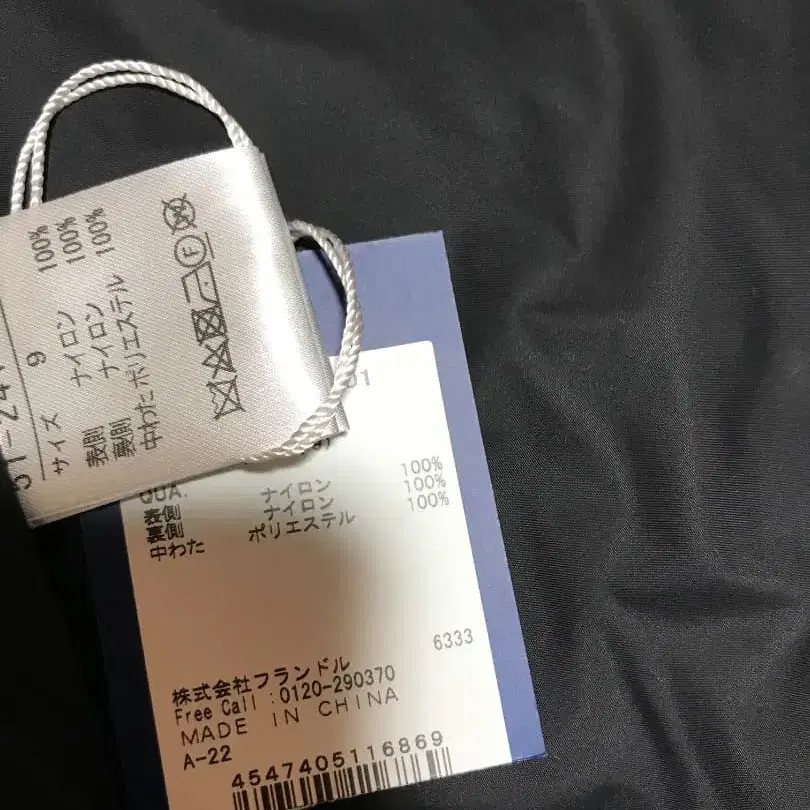 サイズ 9
表側 ナイロン 100%
裏側 ナイロン 100%
中わた ポリエステル 100%
F
QUA.
表側 ナイロン 100%
裏側 ナイロン 100%
中わた ポリエステル 100%
6333
株式会社フランドル
Free Call :0120-290370
MADE IN CHINA
A-22
4547405116869